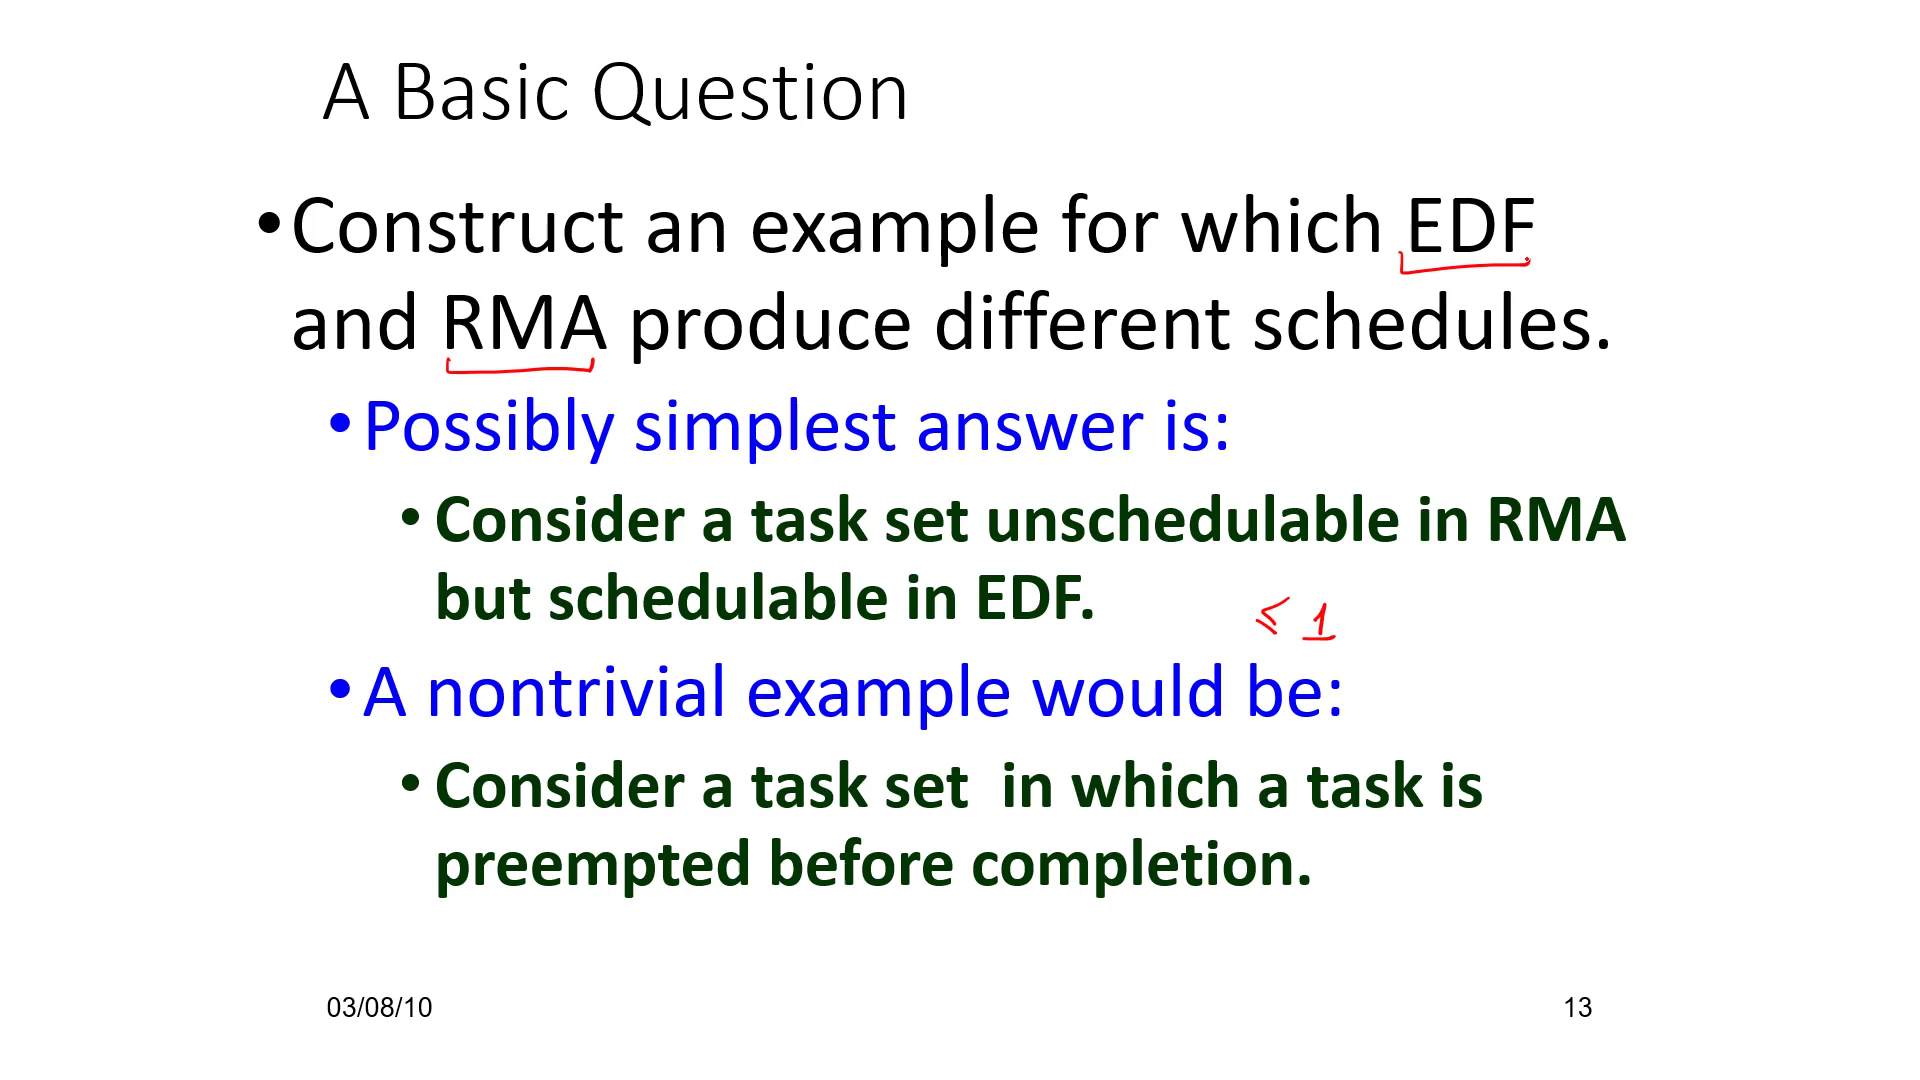 A Basic Question
•Construct an example for which EDF
and RMA produce different schedules.
•Possibly simplest answer is:
•Consider a task set unschedulable in RMA
but schedulable in EDF.
≤ 1
•A nontrivial example would be:
•Consider a task set  in which a task is
preempted before completion.
03/08/10
13